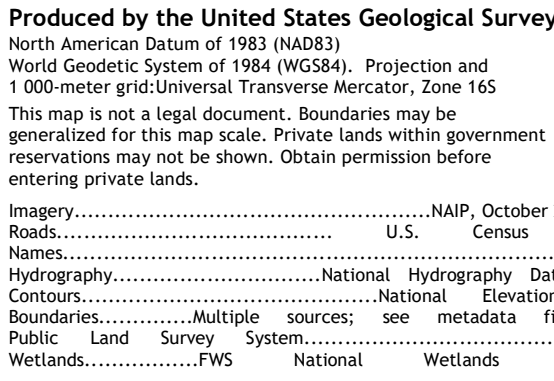 Produced by the United States Geological Survey
North American Datum of 1983 (NAD83)
World Geodetic System of 1984 (WGS84). Projection and
1 000-meter grid:Universal Transverse Mercator, Zone 16S
This map is not a legal document. Boundaries may be
generalized for this map scale. Private lands within government
reservations may not be shown. Obtain permission before
entering private lands.
Imagery.....................................................NAIP, October
Roads......................................... U.S. Census
Names.........................................................................
Hydrography...............................National Hydrography
Contours............................................National Elevation
Boundaries..............Multiple sources; see metadata
Public Land Survey System.....................................
Wetlands.................FWS National Wetlands